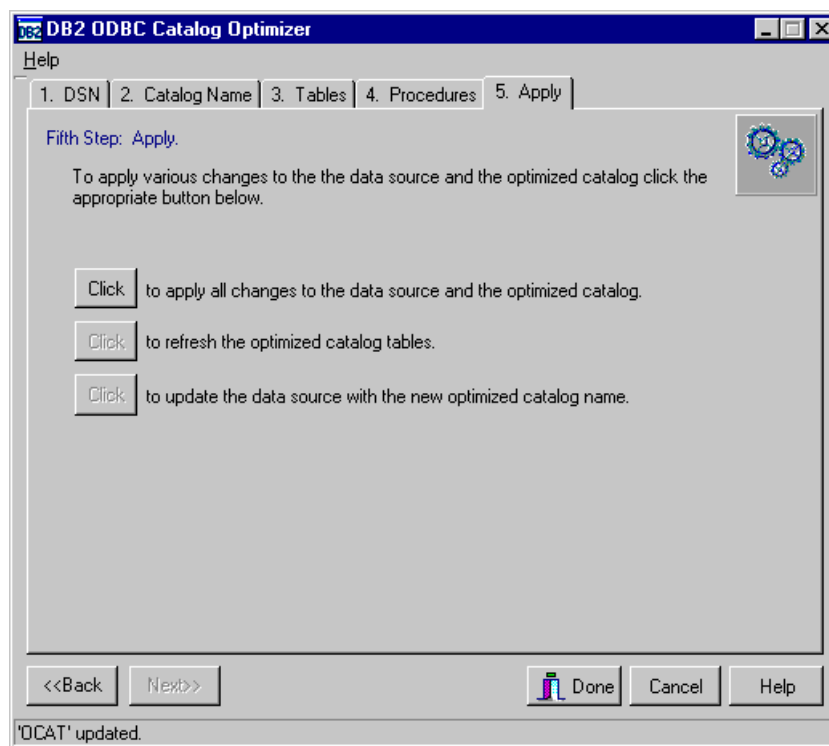 DB2 DB2 ODBC Catalog Optimizer
Help
1. DSN 2. Catalog Name 3. Tables 4. Procedures 5. Apply
Fifth Step: Apply.
To apply various changes to the the data source and the optimized catalog click the
appropriate button below.
Click to apply all changes to the data source and the optimized catalog.
Click to refresh the optimized catalog tables.
Click to update the data source with the new optimized catalog name.
<<Back Next>> Done Cancel Help
'OCAT' updated.